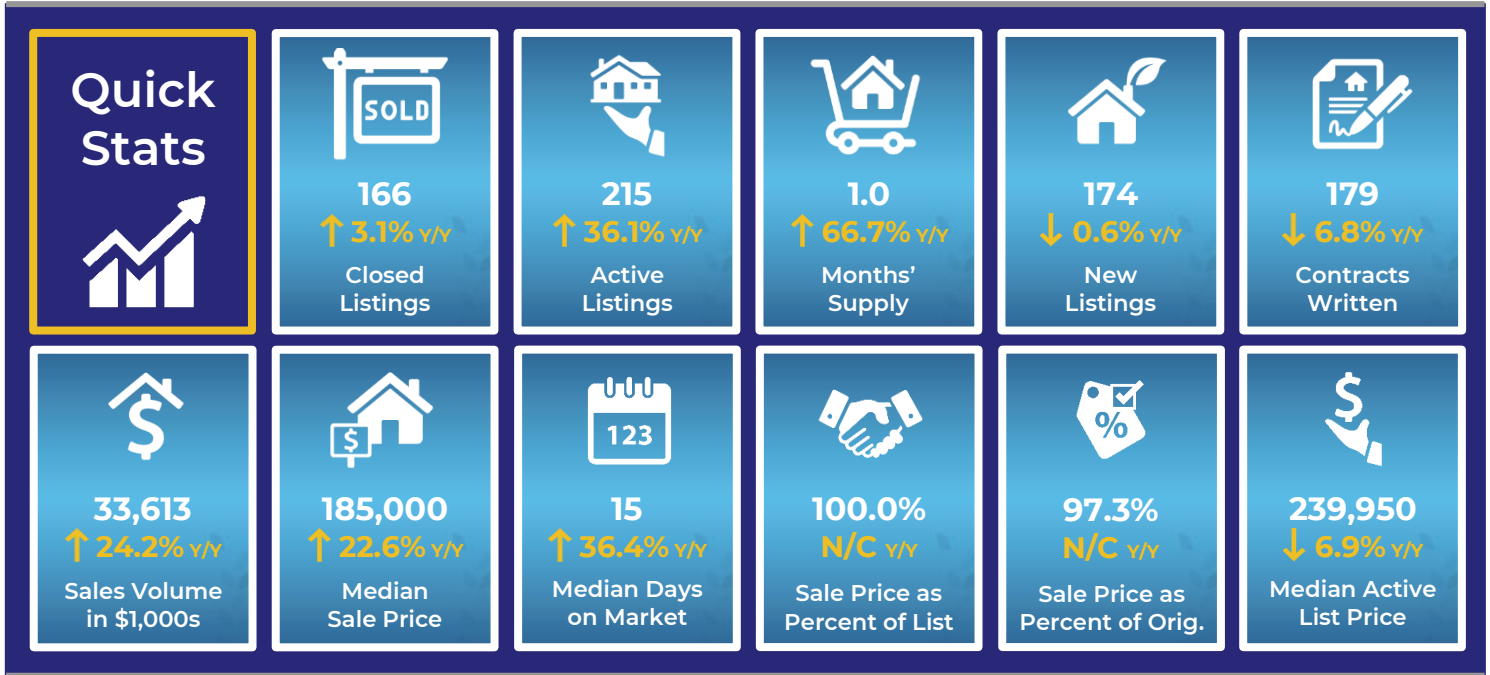 Quick
Stats
SOLD
166
↑ 3.1% Y/Y
Closed
Listings
215
↑ 36.1% Y/Y
Active
Listings
1.0
↑ 66.7% Y/Y
Months’
Supply
174
↓ 0.6% Y/Y
New
Listings
179
↓ 6.8% Y/Y
Contracts
Written
$
33,613
↑ 24.2% Y/Y
Sales Volume
in $1,000s
$
185,000
↑ 22.6% Y/Y
Median
Sale Price
123
15
↑ 36.4% Y/Y
Median Days
on Market
100.0%
N/C Y/Y
Sale Price as
Percent of List
%
97.3%
N/C Y/Y
Sale Price as
Percent of Orig.
$
239,950
↓ 6.9% Y/Y
Median Active
List Price